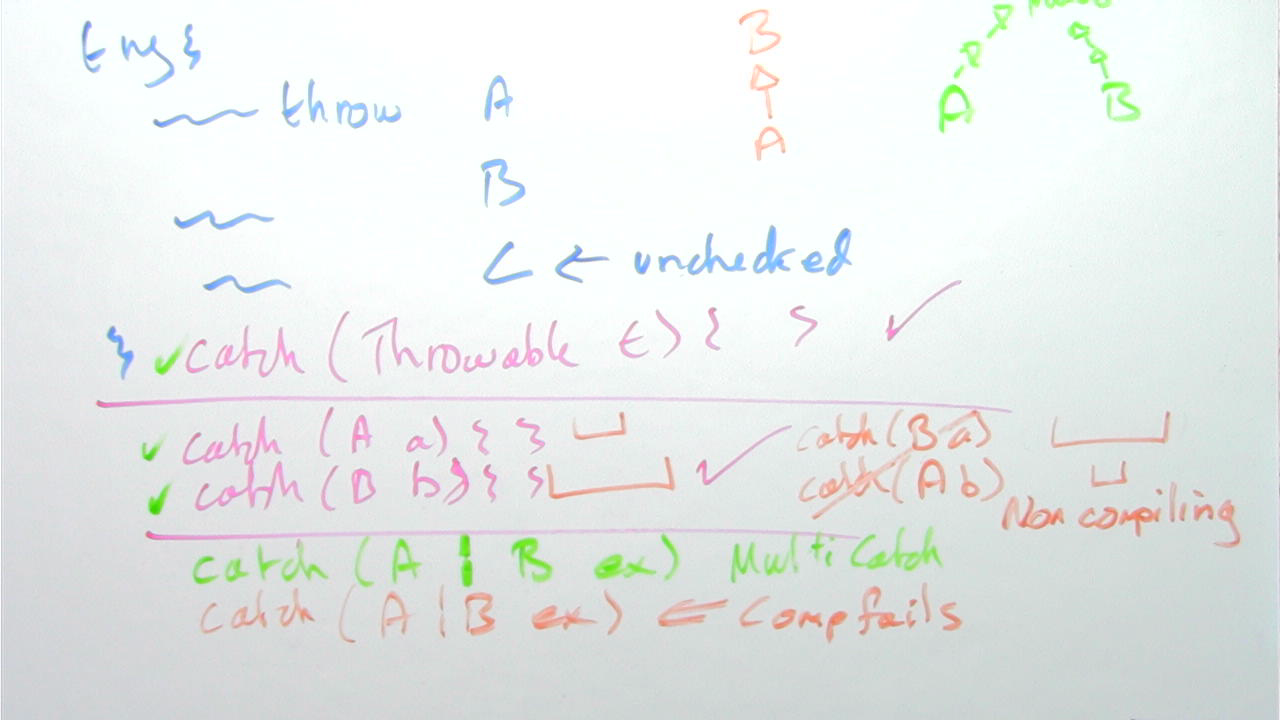 try {
throw A
B
C ← unchecked
} ✓ catch (Throwable t) { } ✓
✓ catch (A a) { }
✓ catch (B b) { } ✓
catch (A | B ex) Multi Catch
catch (A | B ex) ⇐ Comp fails
B
A
A
B
catch (B a)
catch (A b)
Non compiling